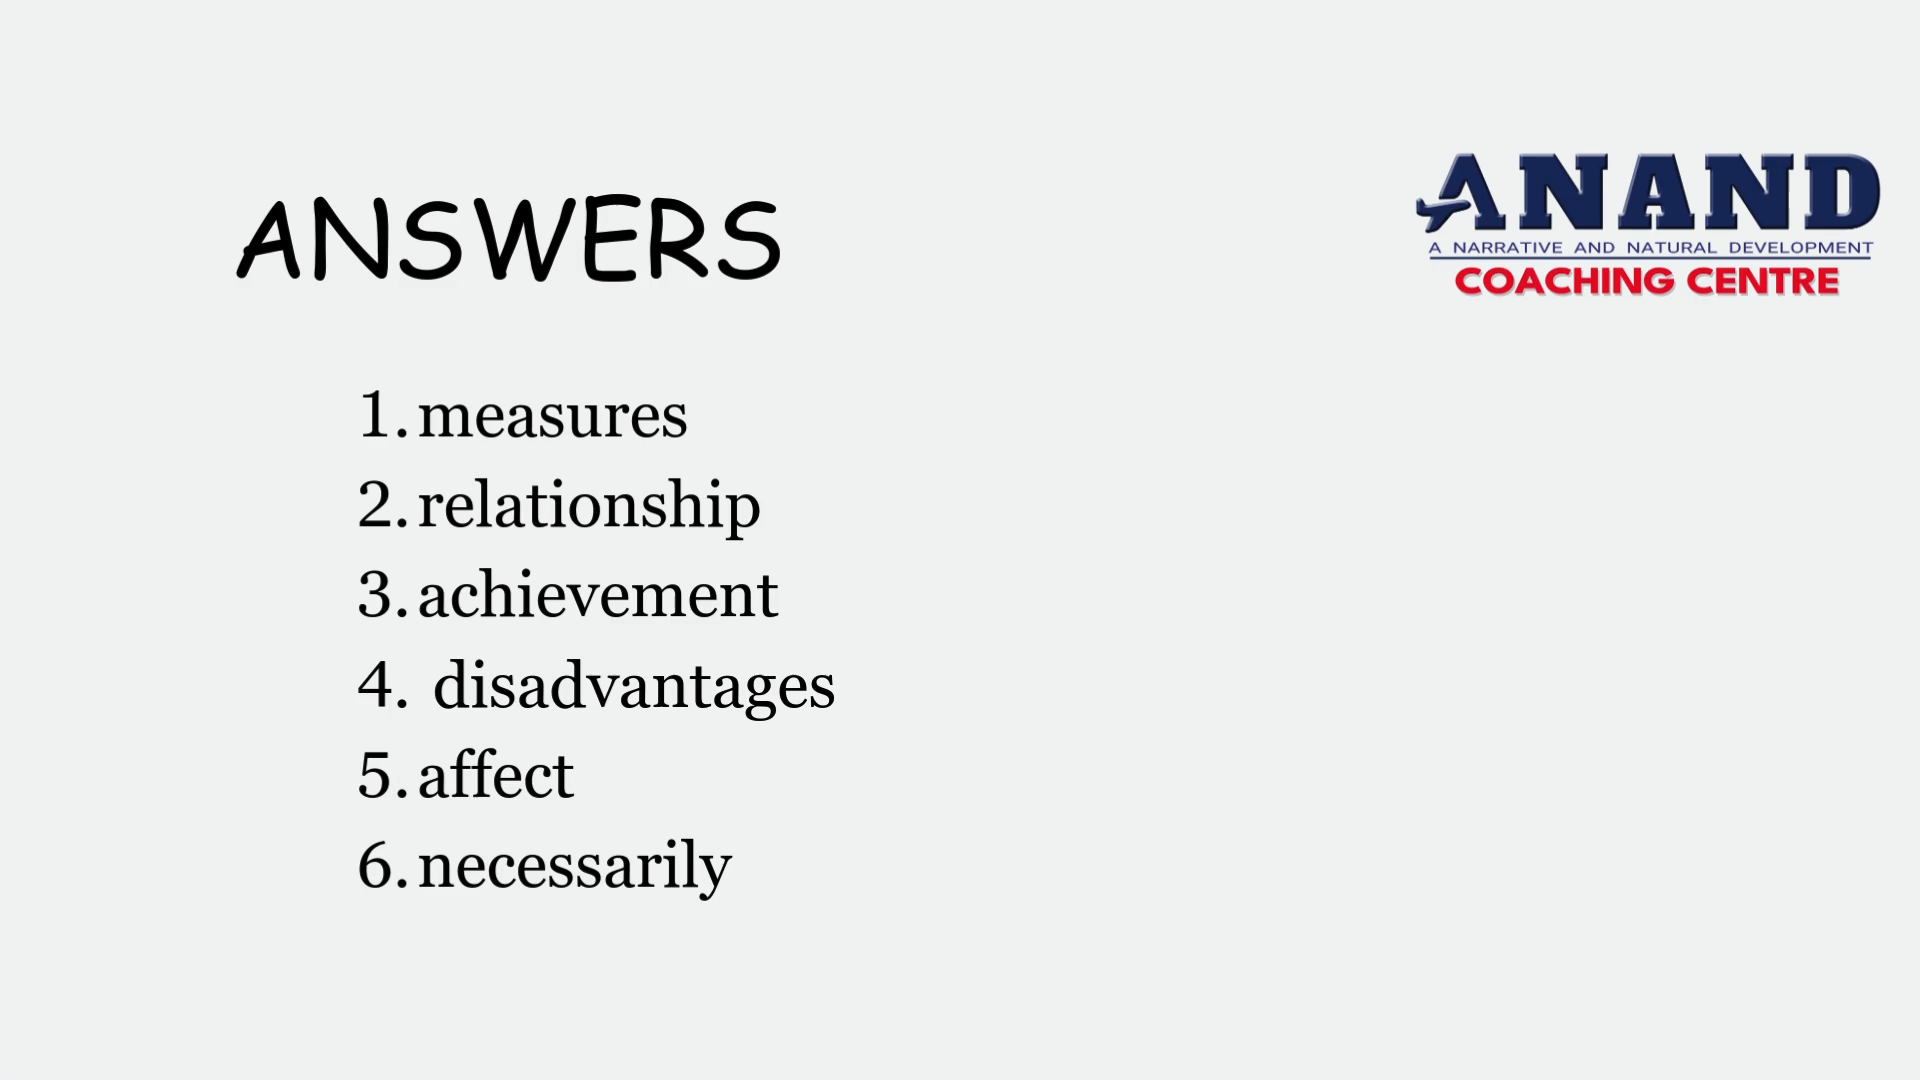 ANSWERS
ANAND
A NARRATIVE AND NATURAL DEVELOPMENT
COACHING CENTRE
1. measures
2. relationship
3. achievement
4. disadvantages
5. affect
6. necessarily